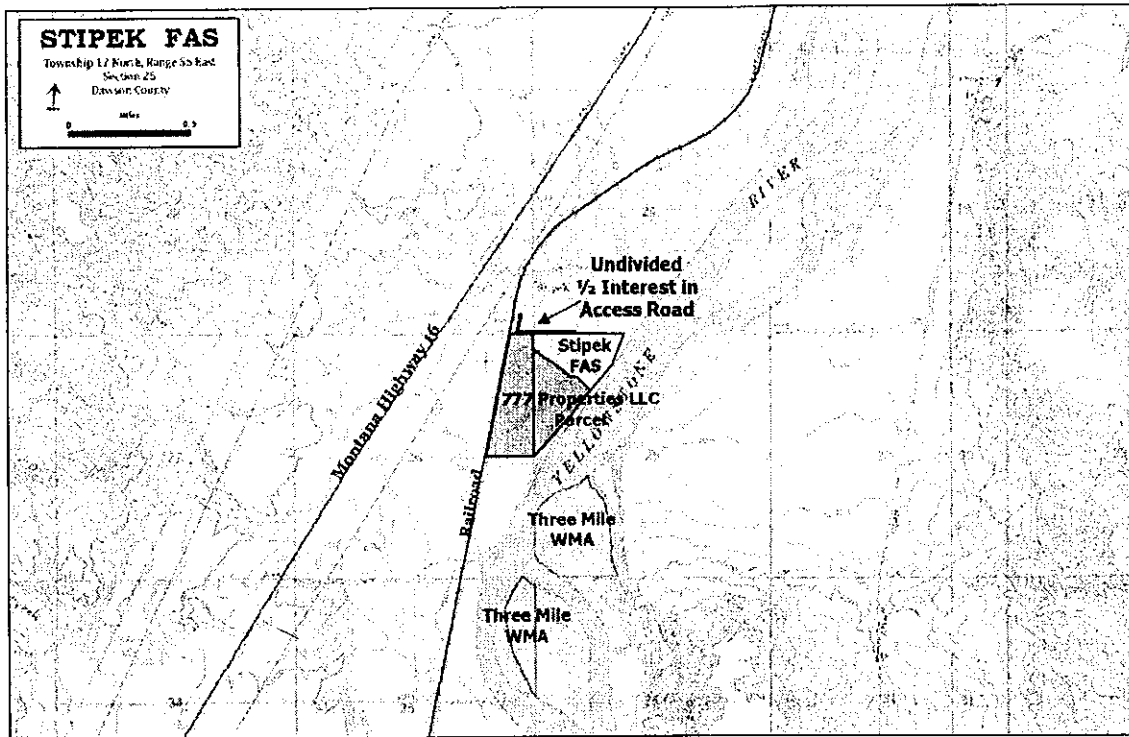 STIPEK FAS
Township 17 North, Range 55 East
Section 25
Dawson County
Miles
0 0.5
RIVER
Undivided
½ Interest in
Access Road
Stipek
FAS
777 Properties LLC
Parcel
YELLOWSTONE
Montana Highway 16
Railroad
Three Mile
WMA
Three Mile
WMA